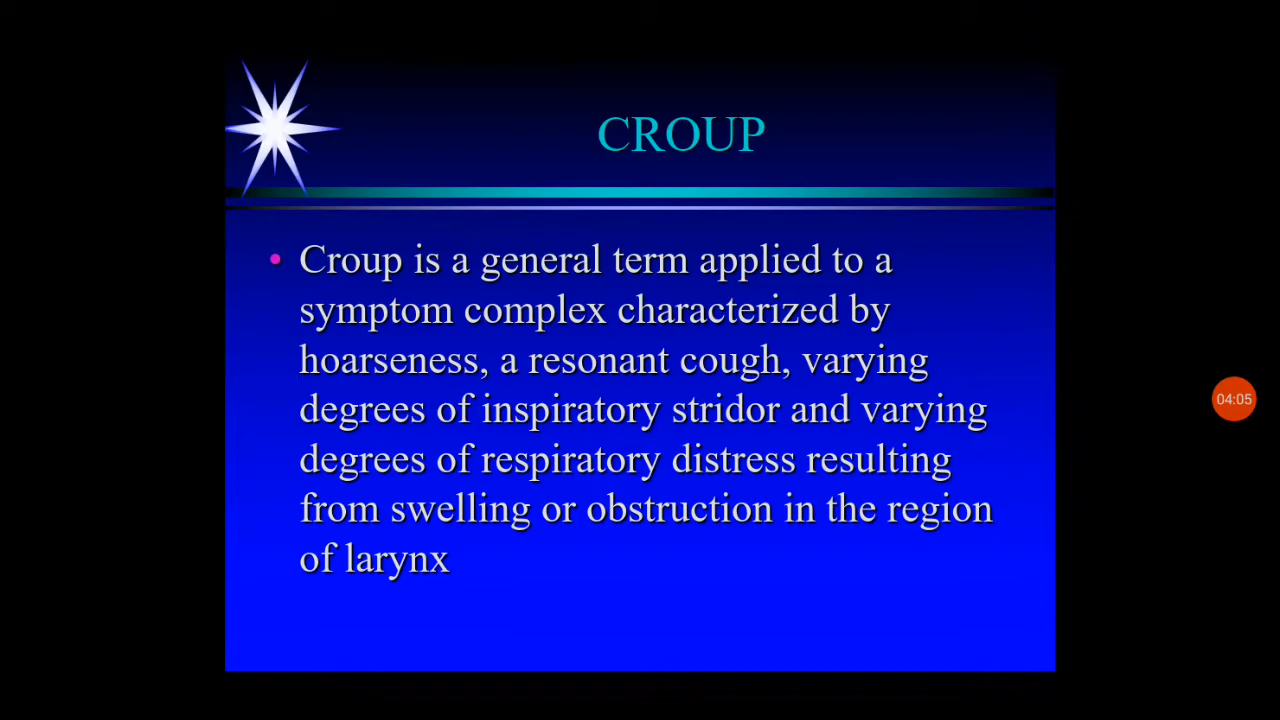 CROUP
• Croup is a general term applied to a
symptom complex characterized by
hoarseness, a resonant cough, varying
degrees of inspiratory stridor and varying
degrees of respiratory distress resulting
from swelling or obstruction in the region
of larynx
04:05